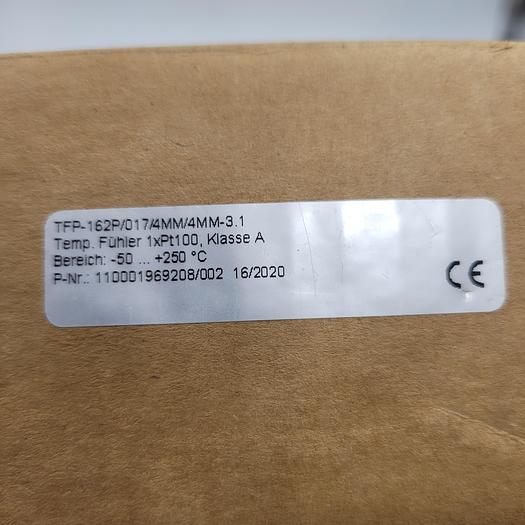 TFP-162P/017/4MM/4MM-3.1
Temp. Fühler 1xPt100, Klasse A
Bereich: -50 ... +250 °C
P-Nr.: 110001969208/002 16/2020
CE